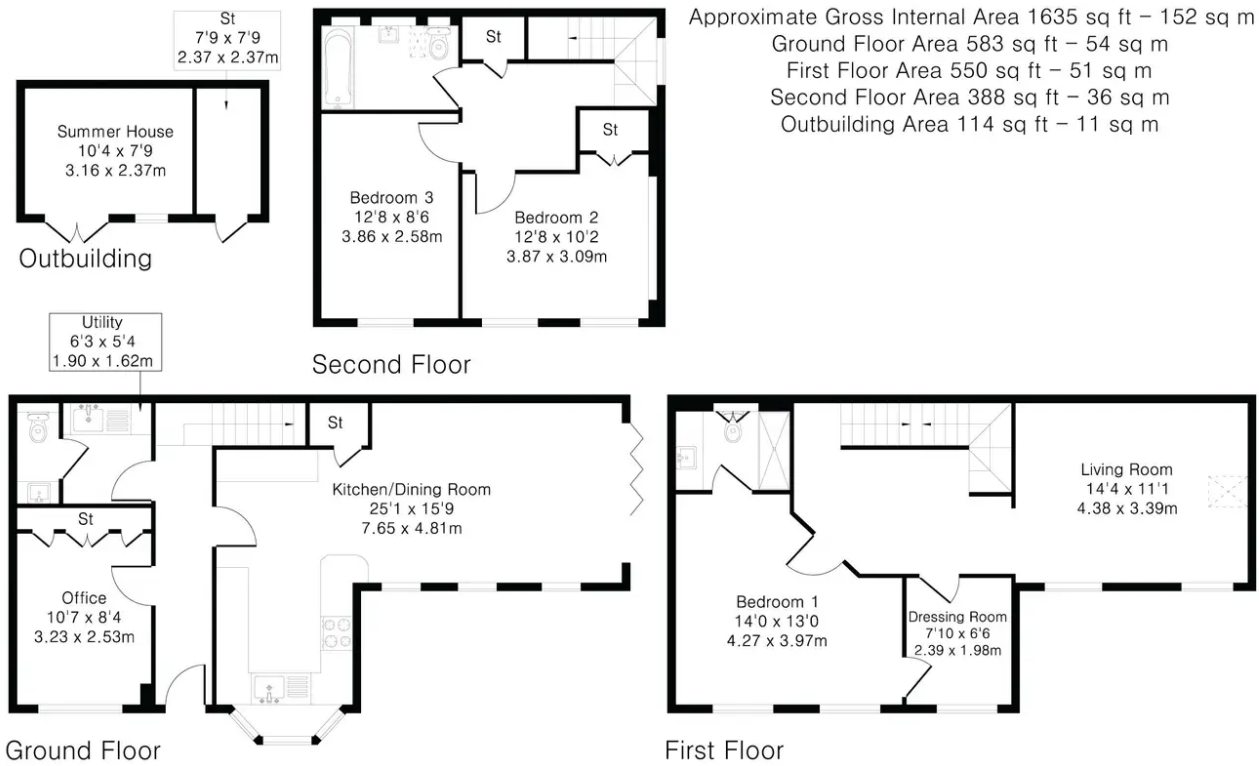 Approximate Gross Internal Area 1635 sq ft - 152 sq m
Ground Floor Area 583 sq ft - 54 sq m
First Floor Area 550 sq ft - 51 sq m
Second Floor Area 388 sq ft - 36 sq m
Outbuilding Area 114 sq ft - 11 sq m
St
7'9 x 7'9
2.37 x 2.37m
Summer House
10'4 x 7'9
3.16 x 2.37m
Outbuilding
St
St
Bedroom 3
12'8 x 8'6
3.86 x 2.58m
Bedroom 2
12'8 x 10'2
3.87 x 3.09m
Second Floor
Utility
6'3 x 5'4
1.90 x 1.62m
St
St
Kitchen/Dining Room
25'1 x 15'9
7.65 x 4.81m
Office
10'7 x 8'4
3.23 x 2.53m
Ground Floor
Living Room
14'4 x 11'1
4.38 x 3.39m
Bedroom 1
14'0 x 13'0
4.27 x 3.97m
Dressing Room
7'10 x 6'6
2.39 x 1.98m
First Floor